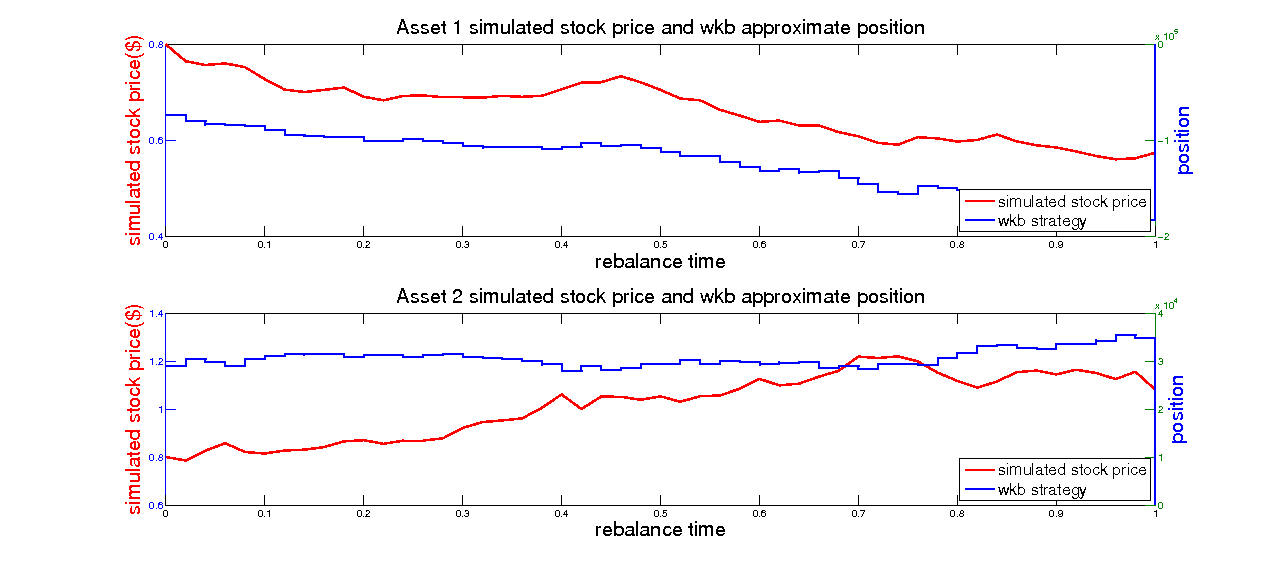 Asset 1 simulated stock price and wkb approximate position
x 10^5
simulated stock price($)
0.8
0.6
0.4
0
-1
-2
position
simulated stock price
wkb strategy
0 0.1 0.2 0.3 0.4 0.5 0.6 0.7 0.8 0.9 1
rebalance time
Asset 2 simulated stock price and wkb approximate position
x 10^4
simulated stock price($)
1.4
1.2
1
0.8
0.6
4
3
2
1
0
position
simulated stock price
wkb strategy
0 0.1 0.2 0.3 0.4 0.5 0.6 0.7 0.8 0.9 1
rebalance time